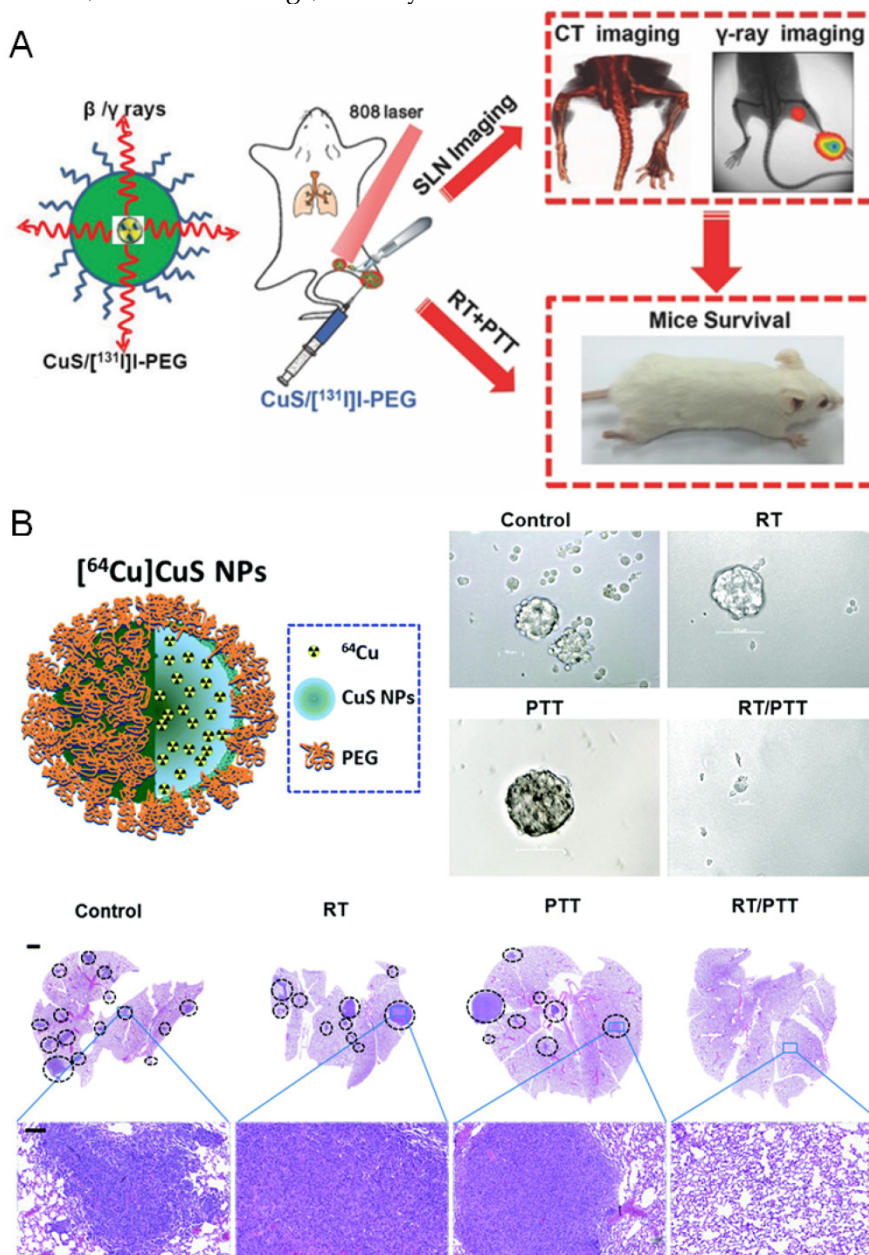 A
CT imaging
γ-ray imaging
β /γ rays
808 laser
SLN Imaging
RT+PTT
Mice Survival
CuS/[¹³¹I]I-PEG
CuS/[¹³¹I]I-PEG
B
[⁶⁴Cu]CuS NPs
⁶⁴Cu
CuS NPs
PEG
Control
RT
PTT
RT/PTT
Control
RT
PTT
RT/PTT